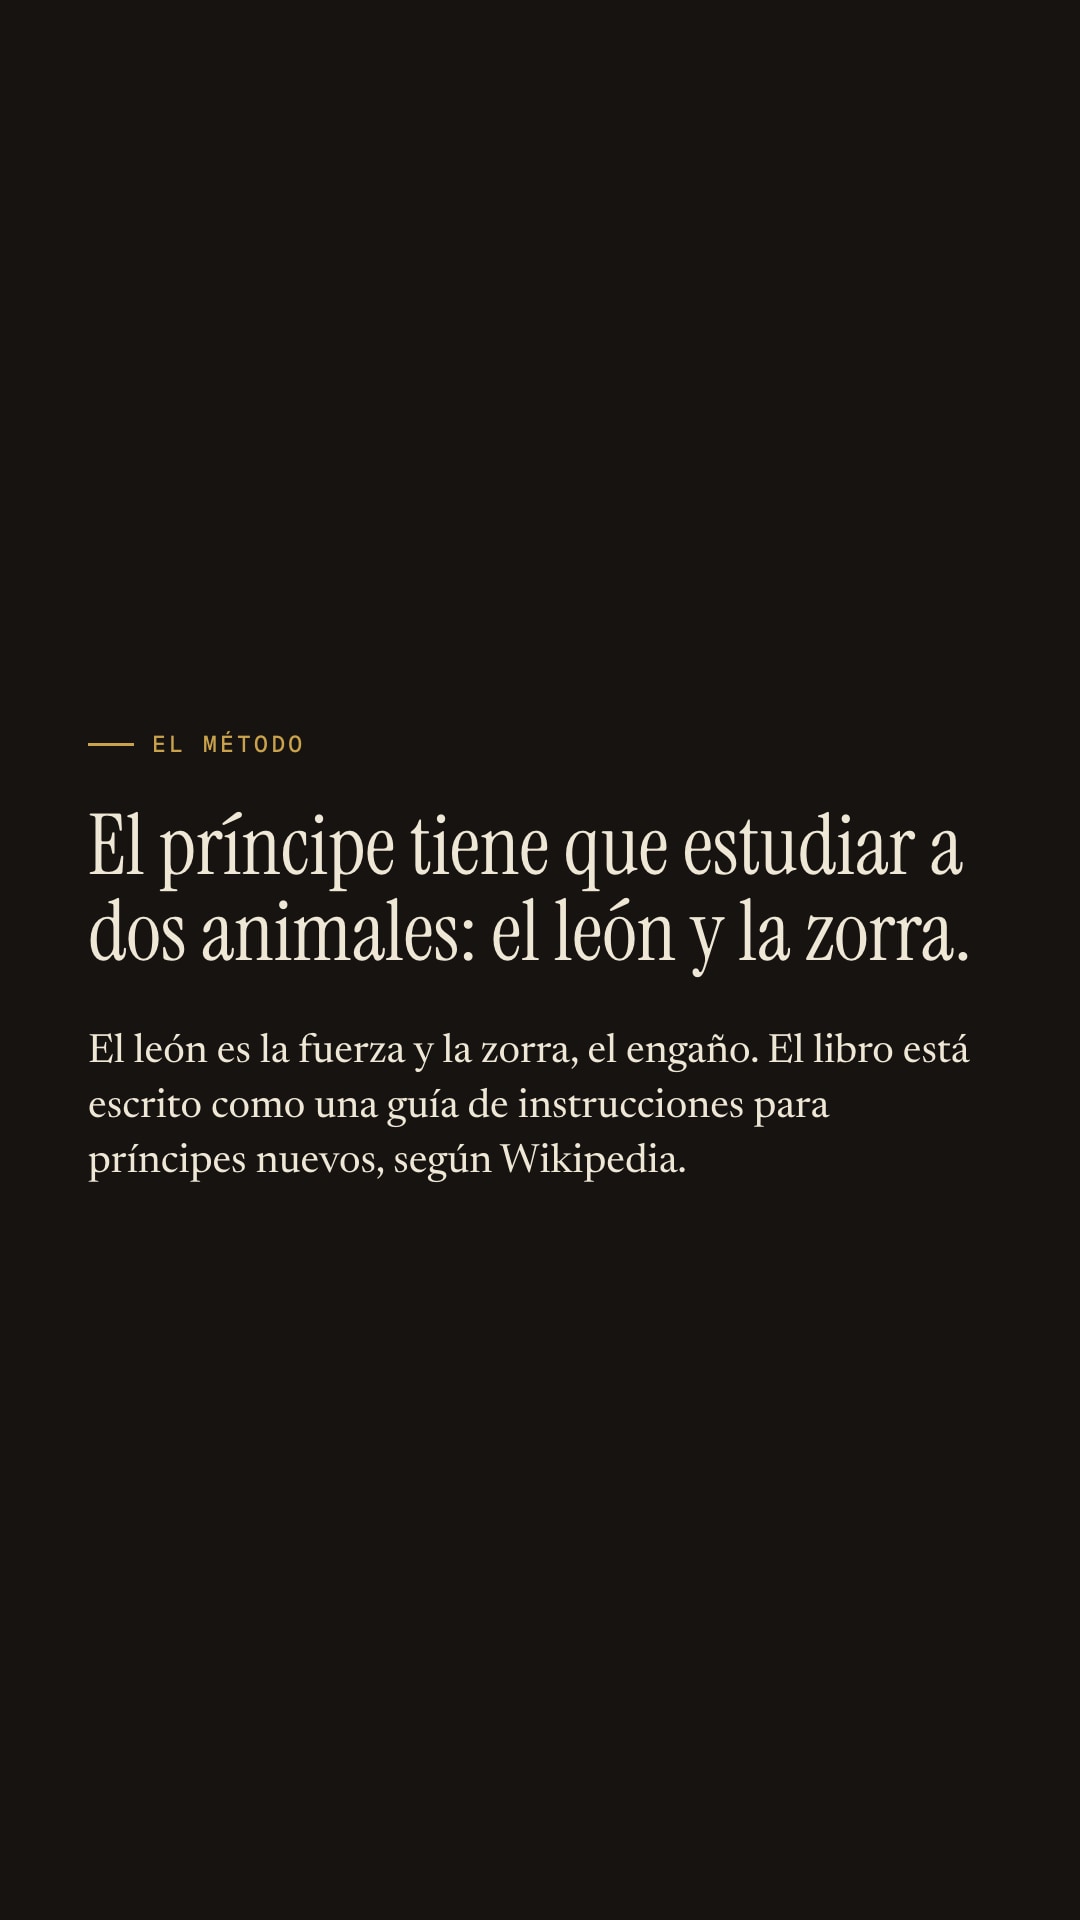 EL MÉTODO
El príncipe tiene que estudiar a
dos animales: el león y la zorra.
El león es la fuerza y la zorra, el engaño. El libro está
escrito como una guía de instrucciones para
príncipes nuevos, según Wikipedia.